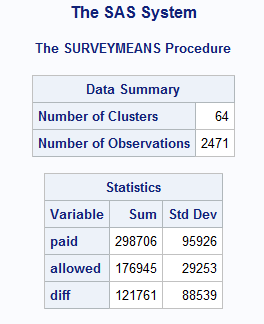 The SAS System
The SURVEYMEANS Procedure
Data Summary
Number of Clusters 64
Number of Observations 2471
Statistics
Variable Sum Std Dev
paid 298706 95926
allowed 176945 29253
diff 121761 88539